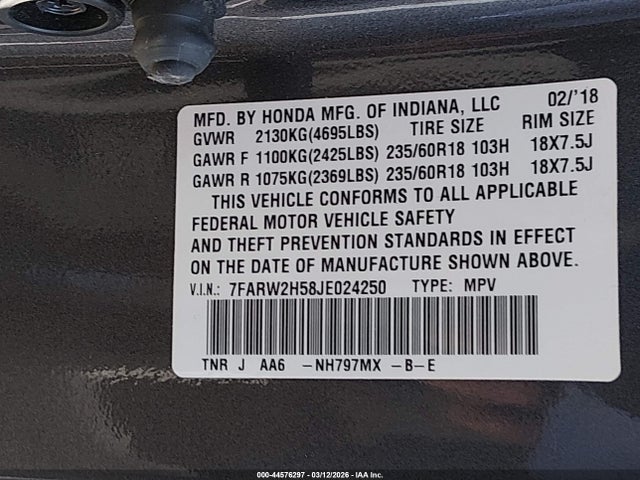 MFD. BY HONDA MFG. OF INDIANA, LLC 02/'18
GVWR 2130KG(4695LBS) TIRE SIZE RIM SIZE
GAWR F 1100KG(2425LBS) 235/60R18 103H 18X7.5J
GAWR R 1075KG(2369LBS) 235/60R18 103H 18X7.5J
THIS VEHICLE CONFORMS TO ALL APPLICABLE
FEDERAL MOTOR VEHICLE SAFETY
AND THEFT PREVENTION STANDARDS IN EFFECT
ON THE DATE OF MANUFACTURE SHOWN ABOVE.
V.I.N.: 7FARW2H58JE024250 TYPE: MPV
TNR J AA6 -NH797MX -B-E
000-44576297 - 03/12/2026 - IAA Inc.